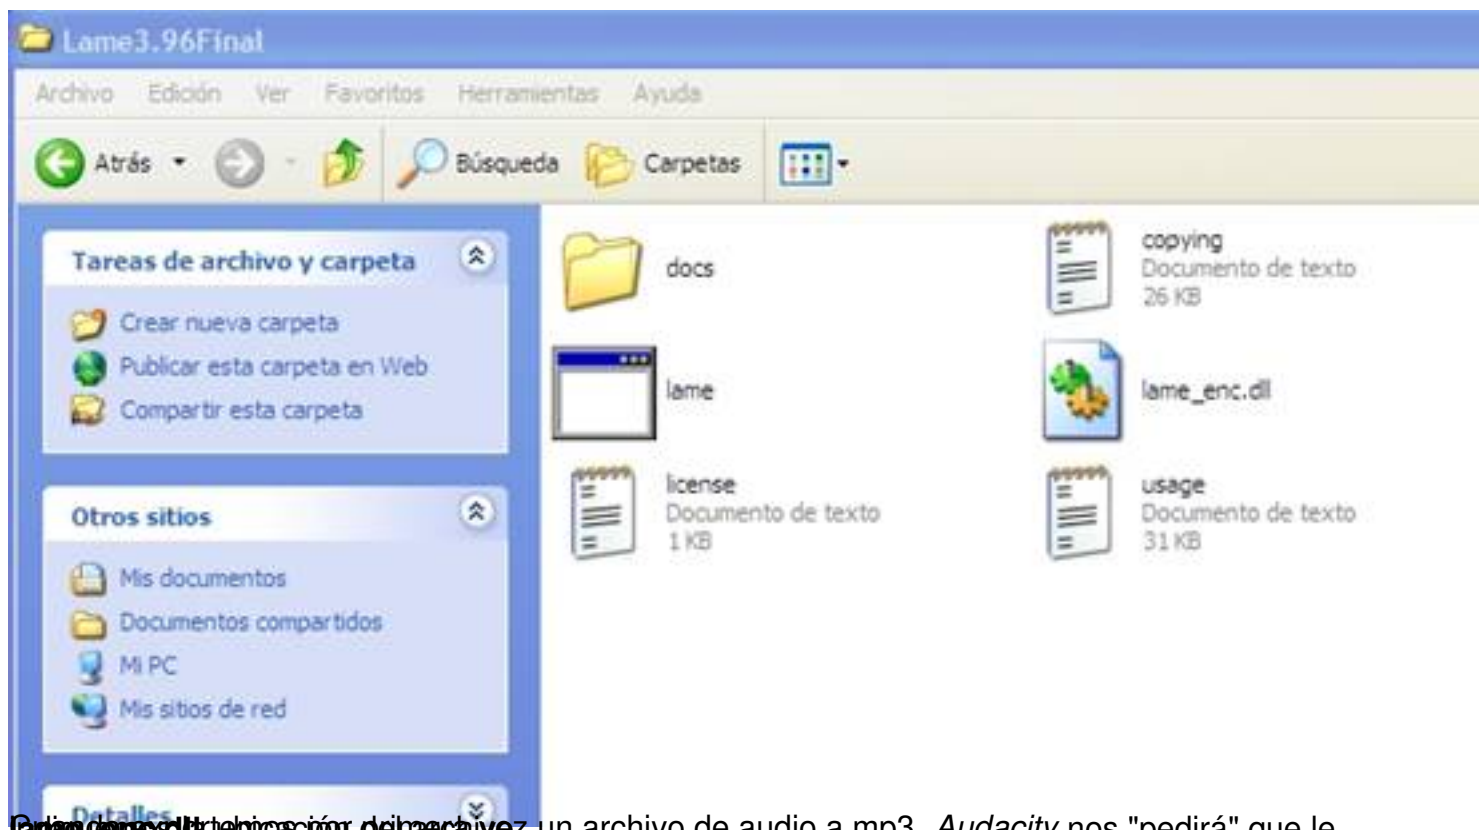 Lame3.96Final
Archivo Edición Ver Favoritos Herramientas Ayuda
Atrás Búsqueda Carpetas
Tareas de archivo y carpeta
Crear nueva carpeta
Publicar esta carpeta en Web
Compartir esta carpeta
Otros sitios
Mis documentos
Documentos compartidos
Mi PC
Mis sitios de red
Detalles
docs
copying
Documento de texto
26 KB
lame
lame_enc.dll
license
Documento de texto
1 KB
usage
Documento de texto
31 KB
un archivo de audio a mp3, Audacity nos "pedirá" que le